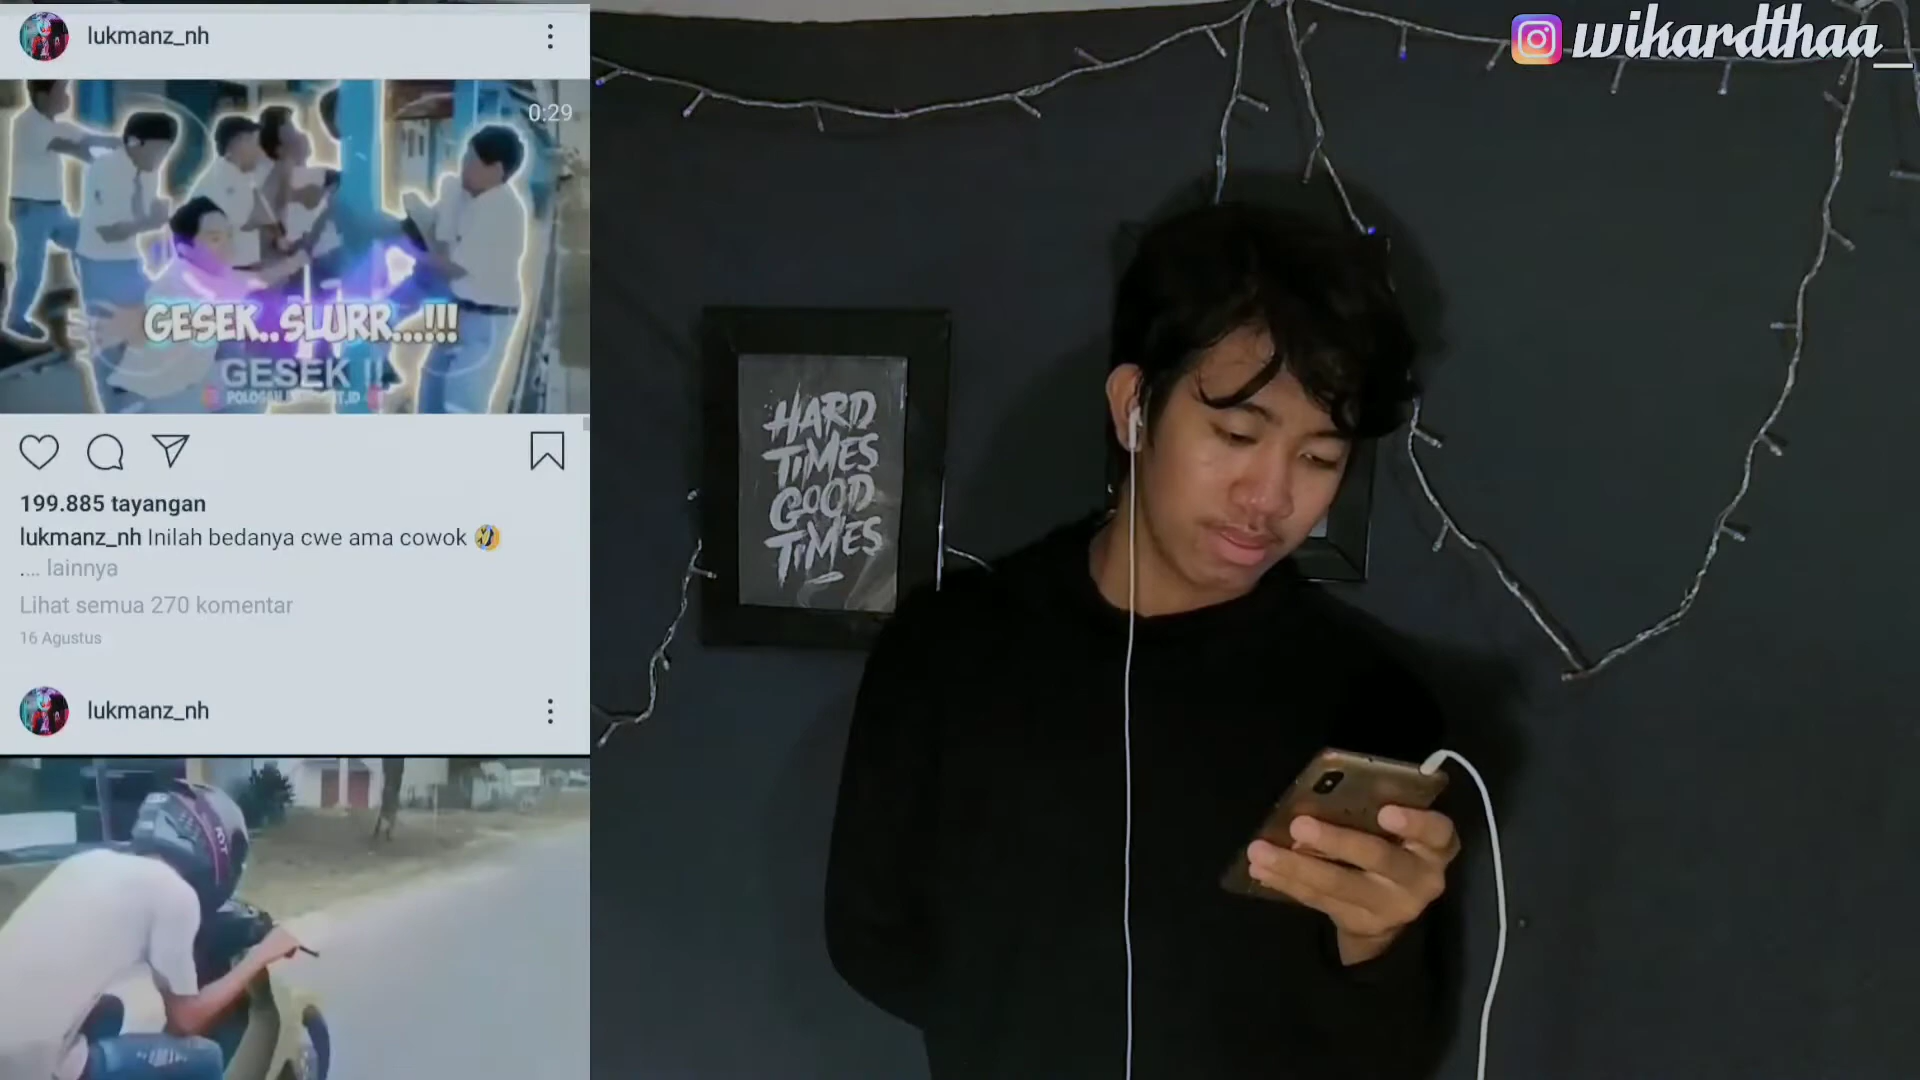 lukmanz_nh
0:29
GESEK..SLURR...!!!
GESEK !!
199.885 tayangan
lukmanz_nh Inilah bedanya cwe ama cowok 🤣
.... lainnya
Lihat semua 270 komentar
16 Agustus
lukmanz_nh
HARD
TIMES
GOOD
TIMES
wikardthaa_